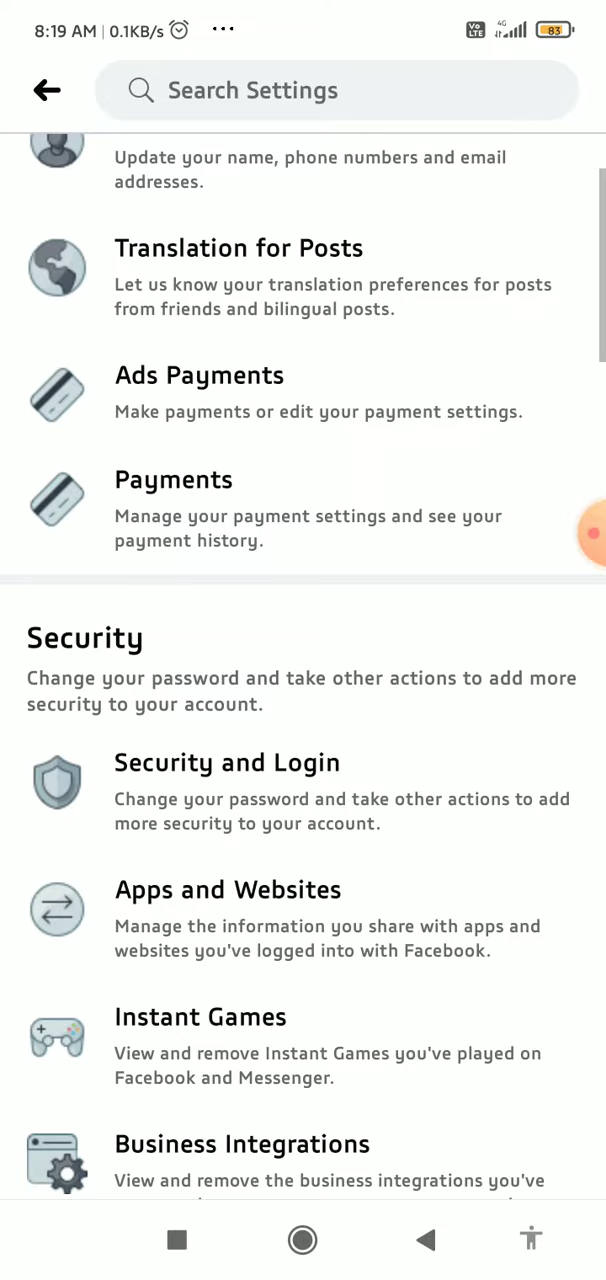 8:19 AM | 0.1KB/s ...
Vo LTE 4G 83
Search Settings
Update your name, phone numbers and email
addresses.
Translation for Posts
Let us know your translation preferences for posts
from friends and bilingual posts.
Ads Payments
Make payments or edit your payment settings.
Payments
Manage your payment settings and see your
payment history.
Security
Change your password and take other actions to add more
security to your account.
Security and Login
Change your password and take other actions to add
more security to your account.
Apps and Websites
Manage the information you share with apps and
websites you've logged into with Facebook.
Instant Games
View and remove Instant Games you've played on
Facebook and Messenger.
Business Integrations
View and remove the business integrations you've